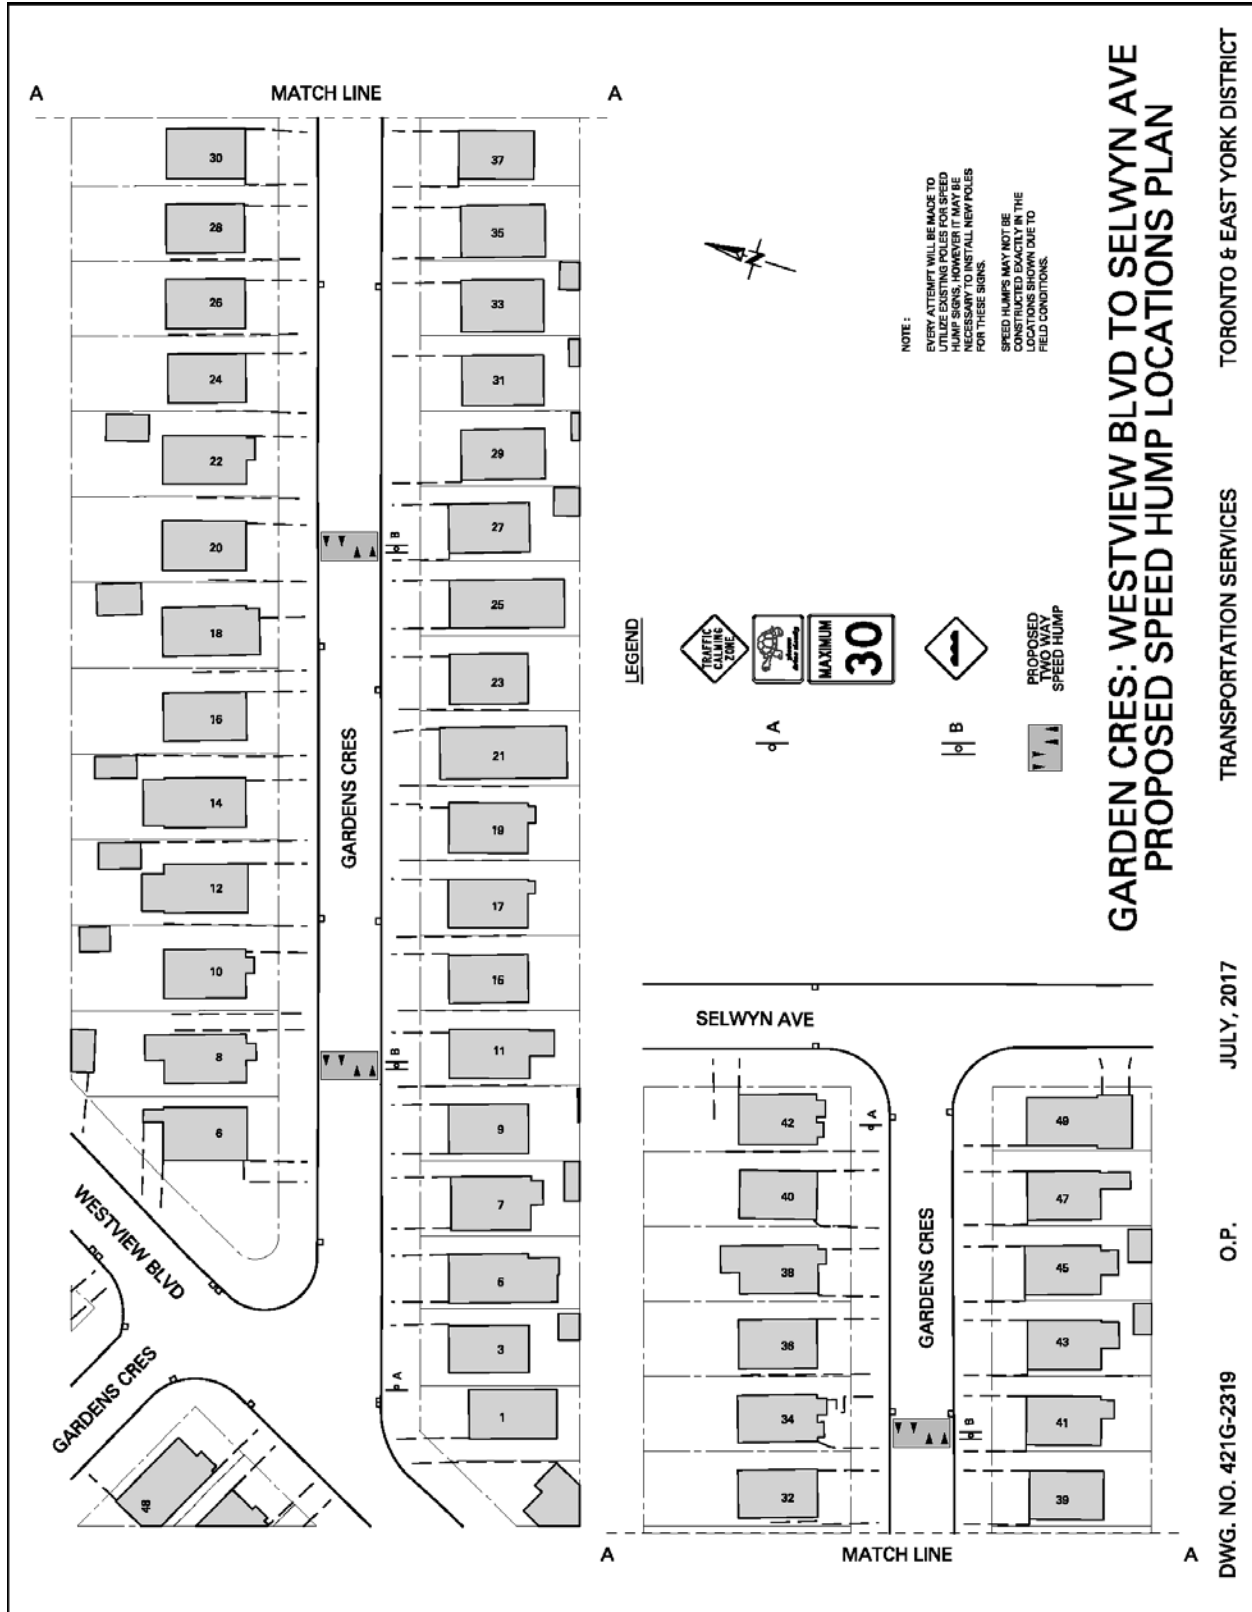 A
MATCH LINE
A
30
28
26
24
22
20
18
16
14
12
10
8
6
37
35
33
31
29
27
25
23
21
19
17
15
11
9
7
5
3
1
B
B
A
GARDENS CRES
WESTVIEW BLVD
GARDENS CRES
48
N
NOTE :
EVERY ATTEMPT WILL BE MADE TO
UTILIZE EXISTING POLES FOR SPEED
HUMP SIGNS, HOWEVER IT MAY BE
NECESSARY TO INSTALL NEW POLES
FOR THESE SIGNS.
SPEED HUMPS MAY NOT BE
CONSTRUCTED EXACTLY IN THE
LOCATIONS SHOWN DUE TO
FIELD CONDITIONS.
LEGEND
A
TRAFFIC
CALMING
ZONE
please
drive slowly
MAXIMUM
30
B
PROPOSED
TWO WAY
SPEED HUMP
SELWYN AVE
42
40
38
36
34
32
A
GARDENS CRES
B
49
47
45
43
41
39
A
MATCH LINE
A
GARDEN CRES: WESTVIEW BLVD TO SELWYN AVE
PROPOSED SPEED HUMP LOCATIONS PLAN
DWG. NO. 421G-2319
O.P.
JULY, 2017
TRANSPORTATION SERVICES
TORONTO & EAST YORK DISTRICT